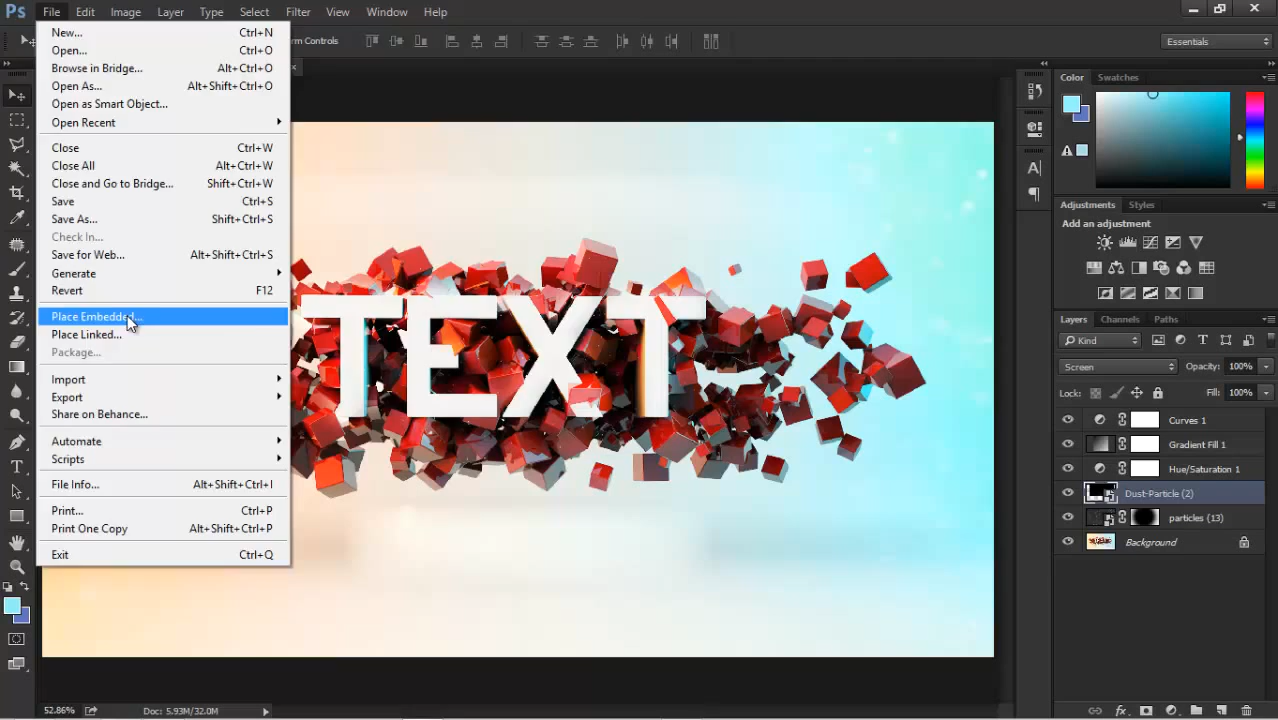 Ps File Edit Image Layer Type Select Filter View Window Help
rm Controls
Essentials
New... Ctrl+N
Open... Ctrl+O
Browse in Bridge... Alt+Ctrl+O
Open As... Alt+Shift+Ctrl+O
Open as Smart Object...
Open Recent
Close Ctrl+W
Close All Alt+Ctrl+W
Close and Go to Bridge... Shift+Ctrl+W
Save Ctrl+S
Save As... Shift+Ctrl+S
Check In...
Save for Web... Alt+Shift+Ctrl+S
Generate
Revert F12
Place Embedded...
Place Linked...
Package...
Import
Export
Share on Behance...
Automate
Scripts
File Info... Alt+Shift+Ctrl+I
Print... Ctrl+P
Print One Copy Alt+Shift+Ctrl+P
Exit Ctrl+Q
TEXT
Color Swatches
Adjustments Styles
Add an adjustment
Layers Channels Paths
Kind
Screen Opacity: 100%
Lock: Fill: 100%
Curves 1
Gradient Fill 1
Hue/Saturation 1
Dust-Particle (2)
particles (13)
Background
52.86% Doc: 5.93M/32.0M